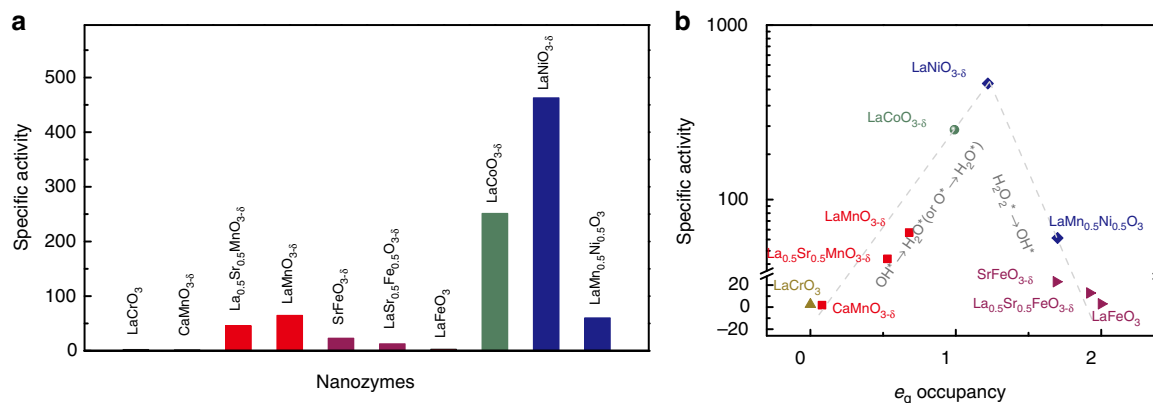 a
Specific activity
500
400
300
200
100
0
LaCrO3
CaMnO3-δ
La0.5Sr0.5MnO3-δ
LaMnO3-δ
SrFeO3-δ
LaSr0.5Fe0.5O3-δ
LaFeO3
LaCoO3-δ
LaNiO3-δ
LaMn0.5Ni0.5O3
Nanozymes
b
Specific activity
1000
100
20
0
–20
LaNiO3-δ
LaCoO3-δ
LaMnO3-δ
La0.5Sr0.5MnO3-δ
LaCrO3
CaMnO3-δ
OH* → H2O*(or O* → H2O*)
H2O2* → OH*
LaMn0.5Ni0.5O3
SrFeO3-δ
La0.5Sr0.5FeO3-δ
LaFeO3
0 1 2
eg occupancy